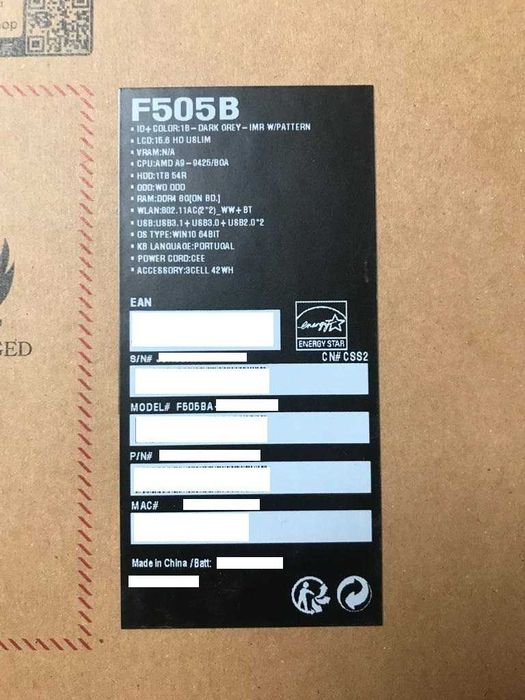 op
F505B
• ID+ COLOR:1B-DARK GREY-IMR W/PATTERN
• LCD:15.6 HD USLIM
• VRAM:N/A
• CPU:AMD A9-9425/BGA
• HDD:1TB 54R
• ODD:WO ODD
• RAM:DDR4 8G[ON BD.]
• WLAN:802.11AC(2*2)_WW+BT
• USB:USB3.1+USB3.0+USB2.0*2
• OS TYPE:WIN10 64BIT
• KB LANGUAGE:PORTUGAL
• POWER CORD:CEE
• ACCESSORY:3CELL 42WH
EAN
energy
ENERGY STAR
S/N# CN# CSS2
MODEL# F505BA-
P/N#
MAC#
Made in China /Batt:
GED